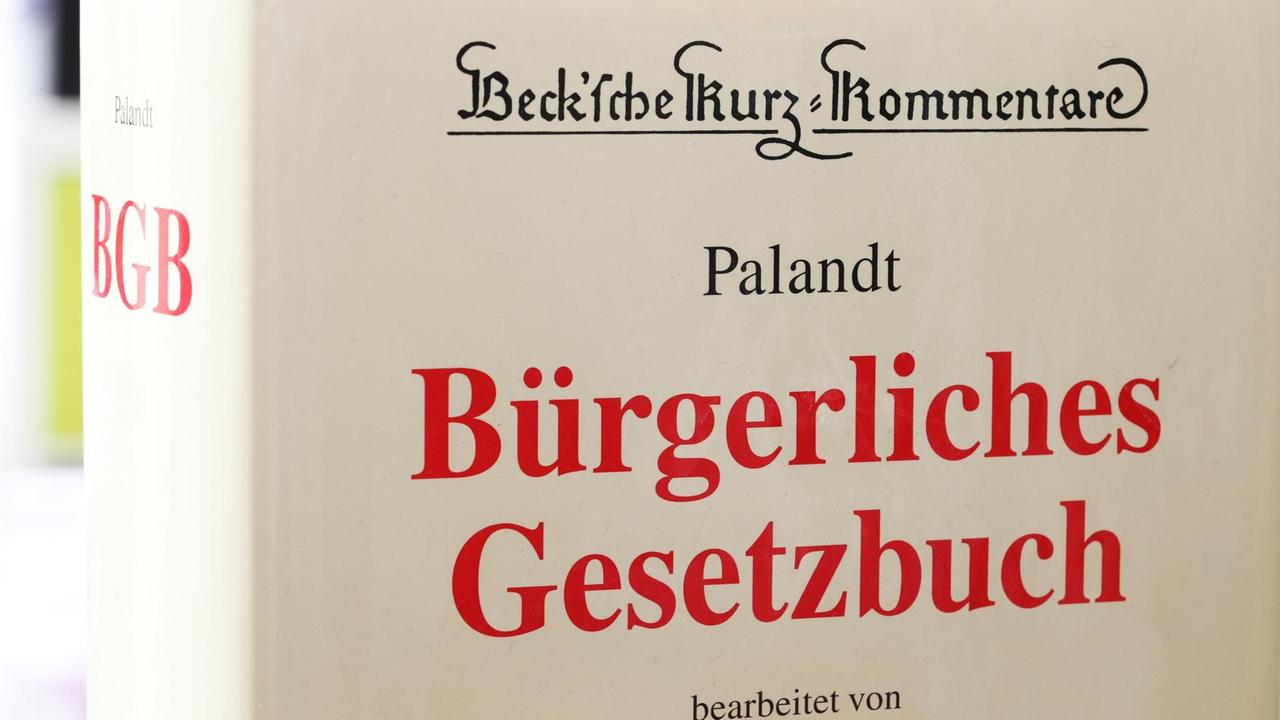 Palandt
BGB
Beck'sche Kurz-Kommentare
Palandt
Bürgerliches
Gesetzbuch
bearbeitet von